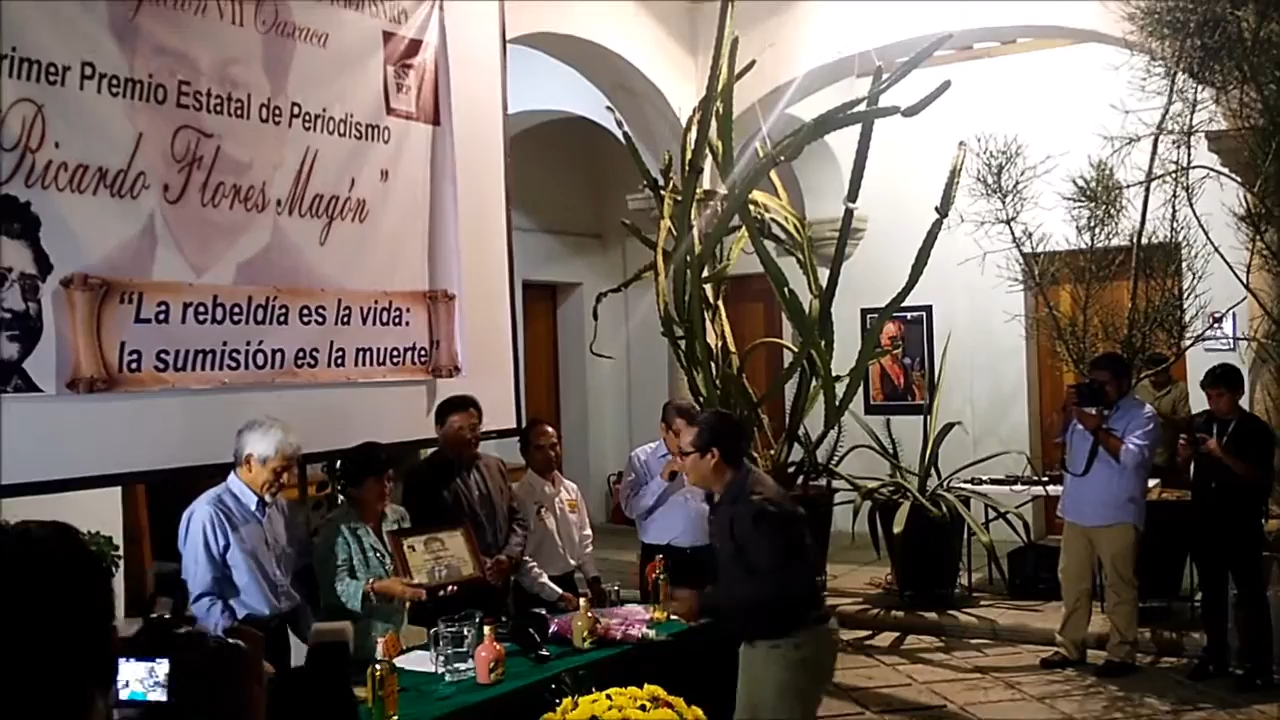 VII Oaxaca
rimer Premio Estatal de Periodismo
Ricardo Flores Magón"
"La rebeldía es la vida:
la sumisión es la muerte"